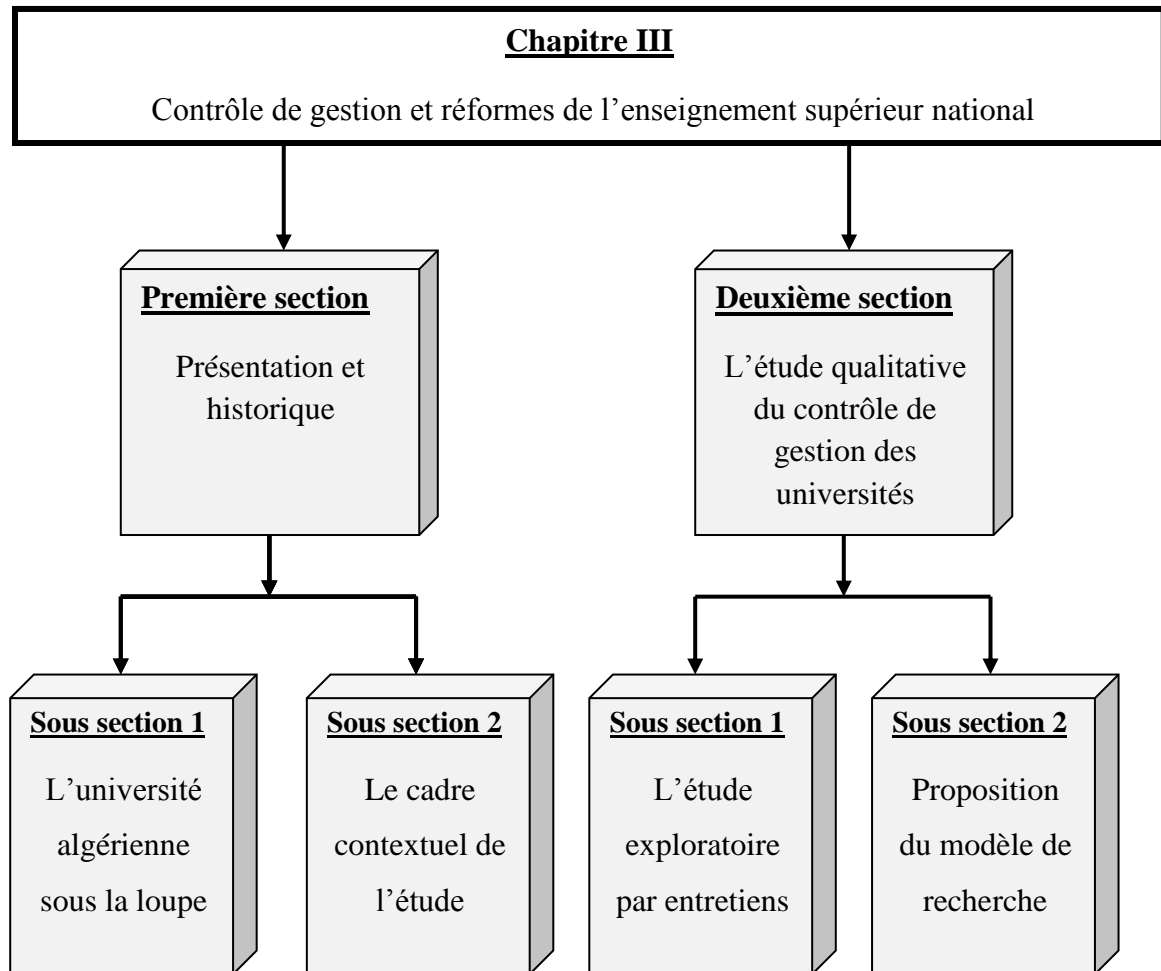 Chapitre III
Contrôle de gestion et réformes de l’enseignement supérieur national
Première section
Présentation et
historique
Deuxième section
L’étude qualitative
du contrôle de
gestion des
universités
Sous section 1
L’université
algérienne
sous la loupe
Sous section 2
Le cadre
contextuel de
l’étude
Sous section 1
L’étude
exploratoire
par entretiens
Sous section 2
Proposition
du modèle de
recherche